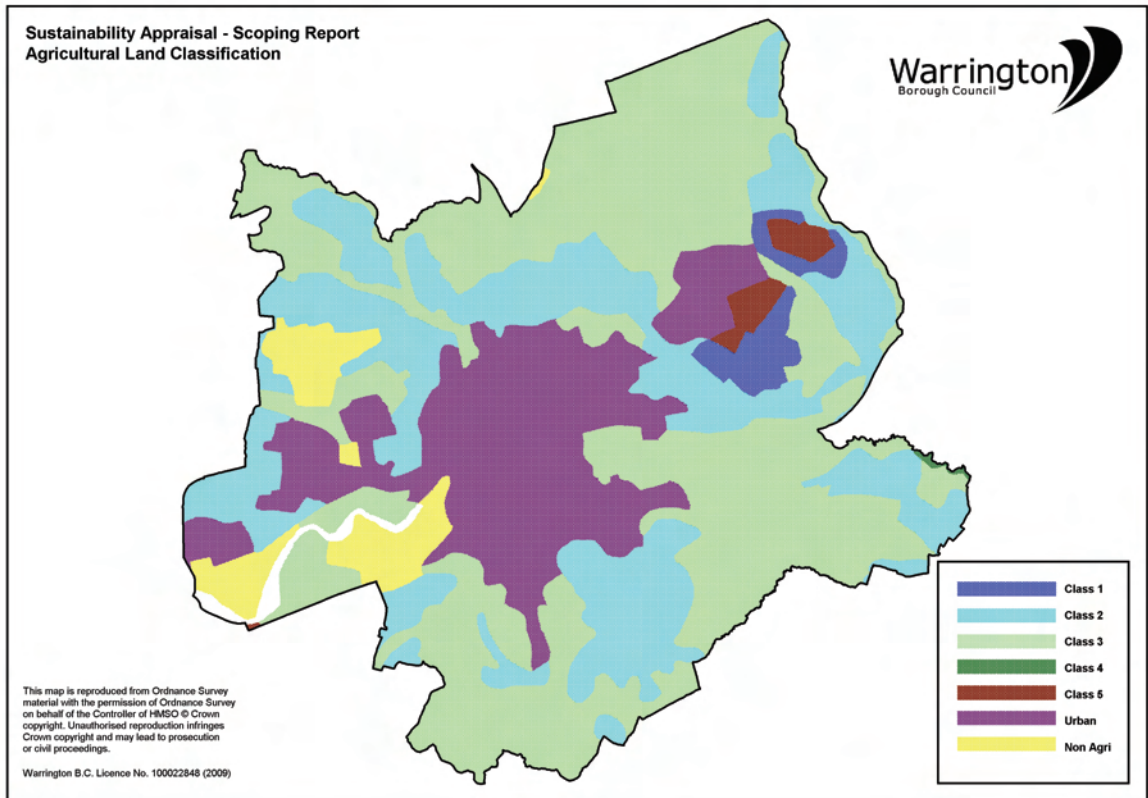 Sustainability Appraisal - Scoping Report
Agricultural Land Classification
Warrington
Borough Council
Class 1
Class 2
Class 3
Class 4
Class 5
Urban
Non Agri
This map is reproduced from Ordnance Survey
material with the permission of Ordnance Survey
on behalf of the Controller of HMSO © Crown
copyright. Unauthorised reproduction infringes
Crown copyright and may lead to prosecution
or civil proceedings.
Warrington B.C. Licence No. 100022848 (2009)